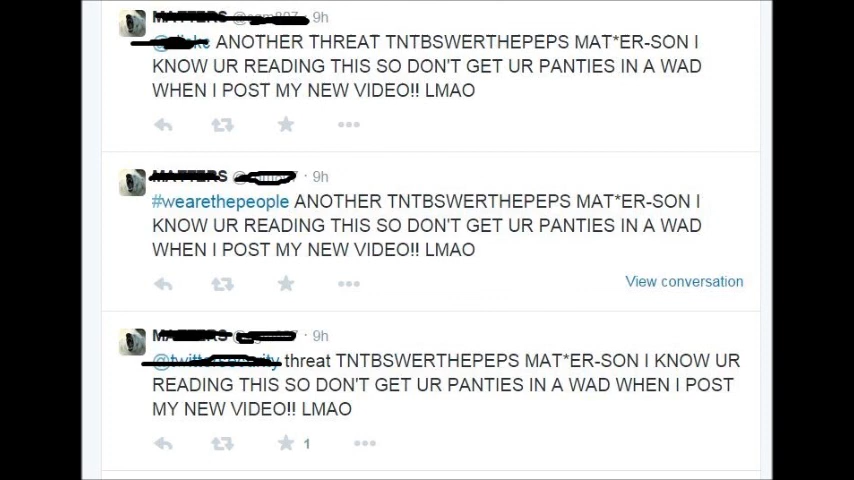 MATTERS · 9h
ANOTHER THREAT TNTBSWERTHEPEPS MAT*ER-SON I
KNOW UR READING THIS SO DON'T GET UR PANTIES IN A WAD
WHEN I POST MY NEW VIDEO!! LMAO
MATTERS · 9h
#wearethepeople ANOTHER TNTBSWERTHEPEPS MAT*ER-SON I
KNOW UR READING THIS SO DON'T GET UR PANTIES IN A WAD
WHEN I POST MY NEW VIDEO!! LMAO
View conversation
· 9h
threat TNTBSWERTHEPEPS MAT*ER-SON I KNOW UR
READING THIS SO DON'T GET UR PANTIES IN A WAD WHEN I POST
MY NEW VIDEO!! LMAO
1